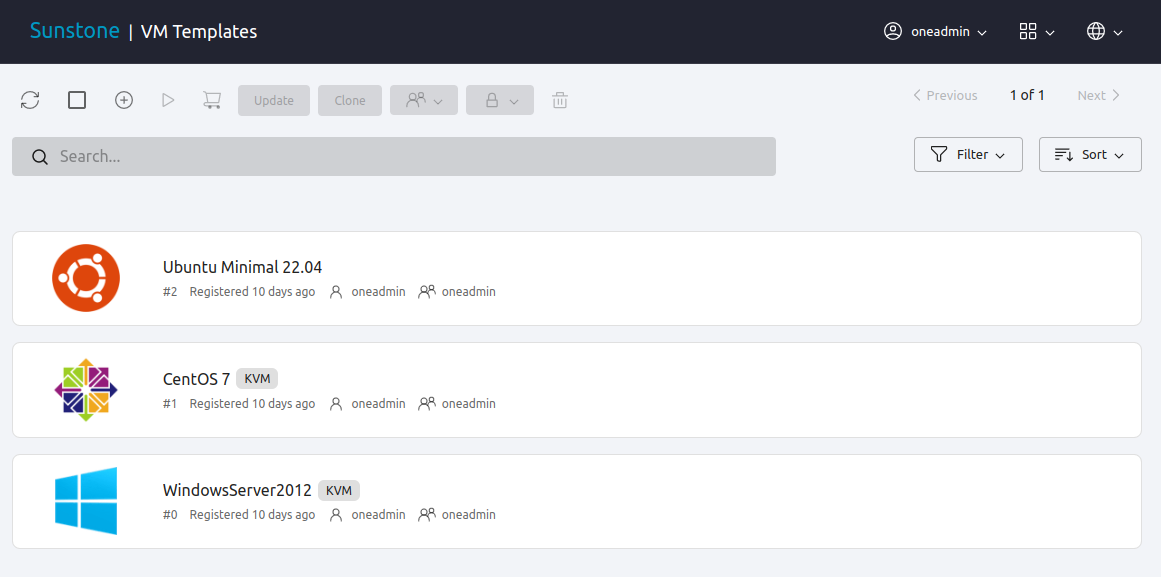 Sunstone | VM Templates
oneadmin
Update
Clone
Previous
1 of 1
Next
Search...
Filter
Sort
Ubuntu Minimal 22.04
#2 Registered 10 days ago oneadmin oneadmin
CentOS 7 KVM
#1 Registered 10 days ago oneadmin oneadmin
WindowsServer2012 KVM
#0 Registered 10 days ago oneadmin oneadmin